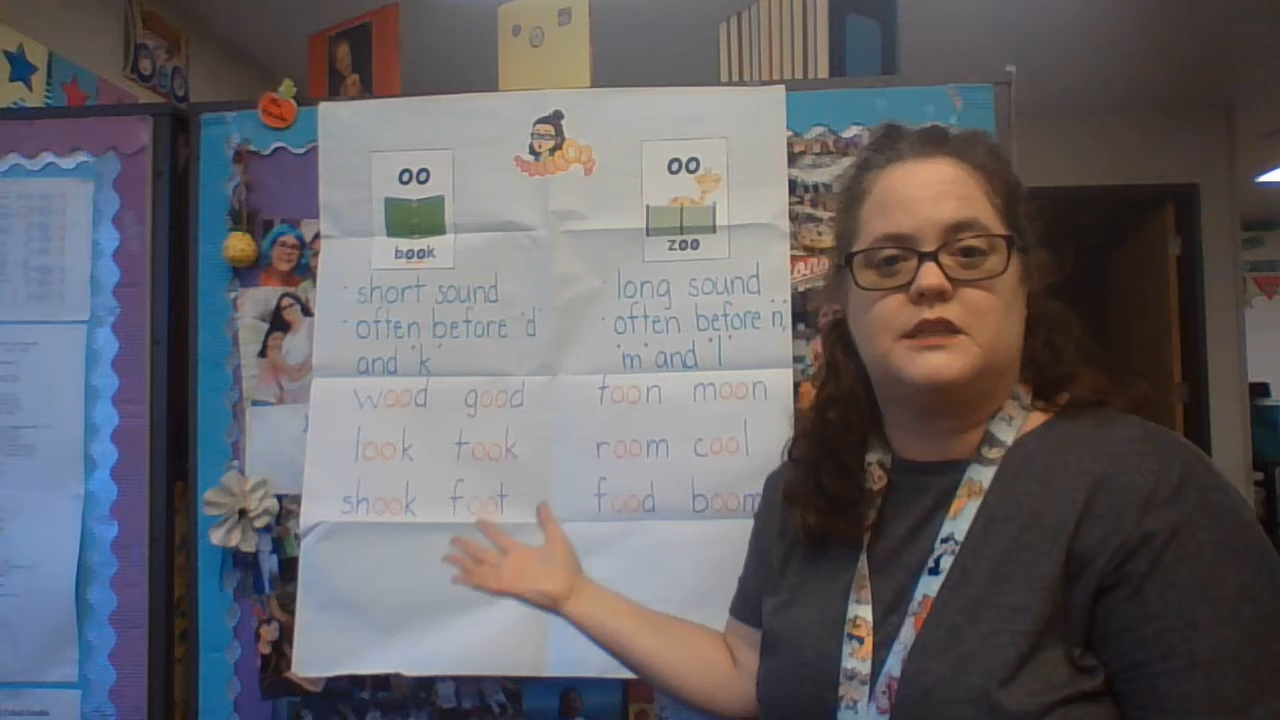 oo
book
· short sound
· often before "d"
and "k"
wood good
look took
shook foot
oo
zoo
· long sound
· often before "n",
"m" and "l"
toon moon
room cool
food boom